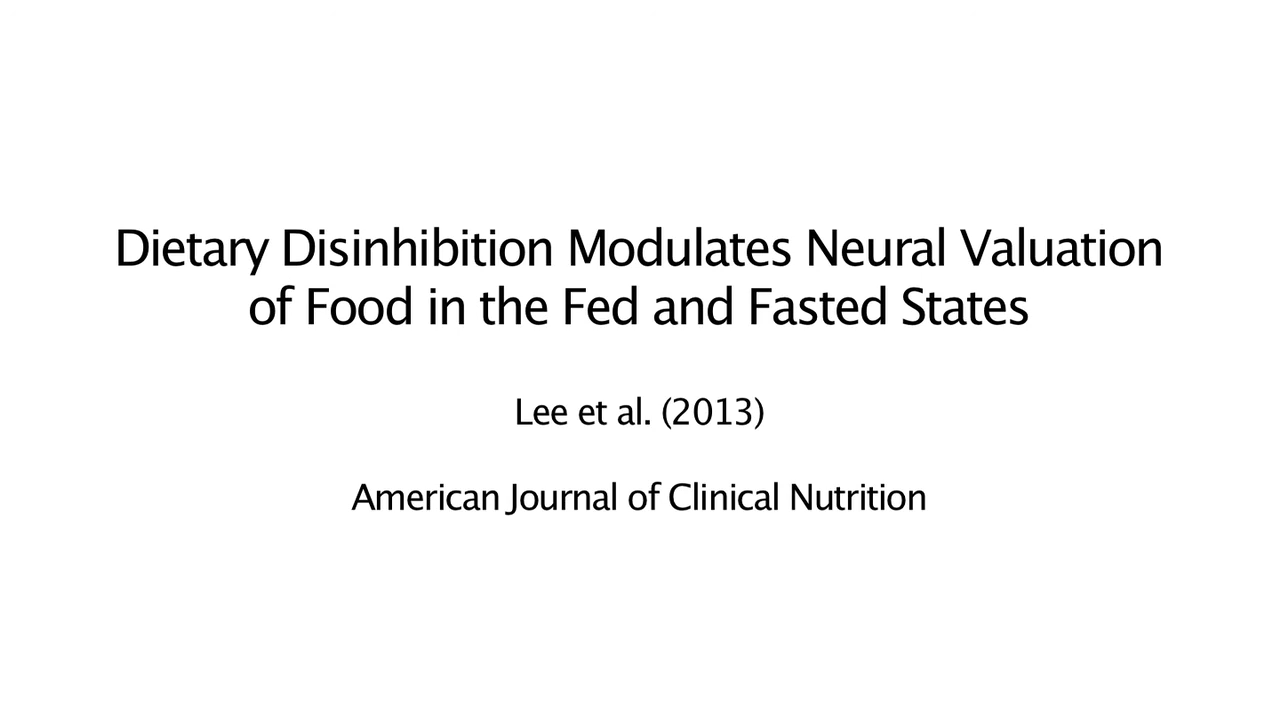 Dietary Disinhibition Modulates Neural Valuation
of Food in the Fed and Fasted States
Lee et al. (2013)
American Journal of Clinical Nutrition